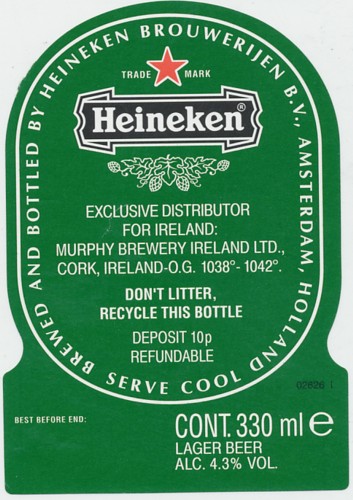 BREWED AND BOTTLED BY HEINEKEN BROUWERIJEN B.V., AMSTERDAM, HOLLAND
TRADE MARK
Heineken®
EXCLUSIVE DISTRIBUTOR
FOR IRELAND:
MURPHY BREWERY IRELAND LTD.,
CORK, IRELAND-O.G. 1038°- 1042°.
DON'T LITTER,
RECYCLE THIS BOTTLE
DEPOSIT 10p
REFUNDABLE
SERVE COOL
02626 I
BEST BEFORE END:
CONT. 330 ml e
LAGER BEER
ALC. 4.3% VOL.